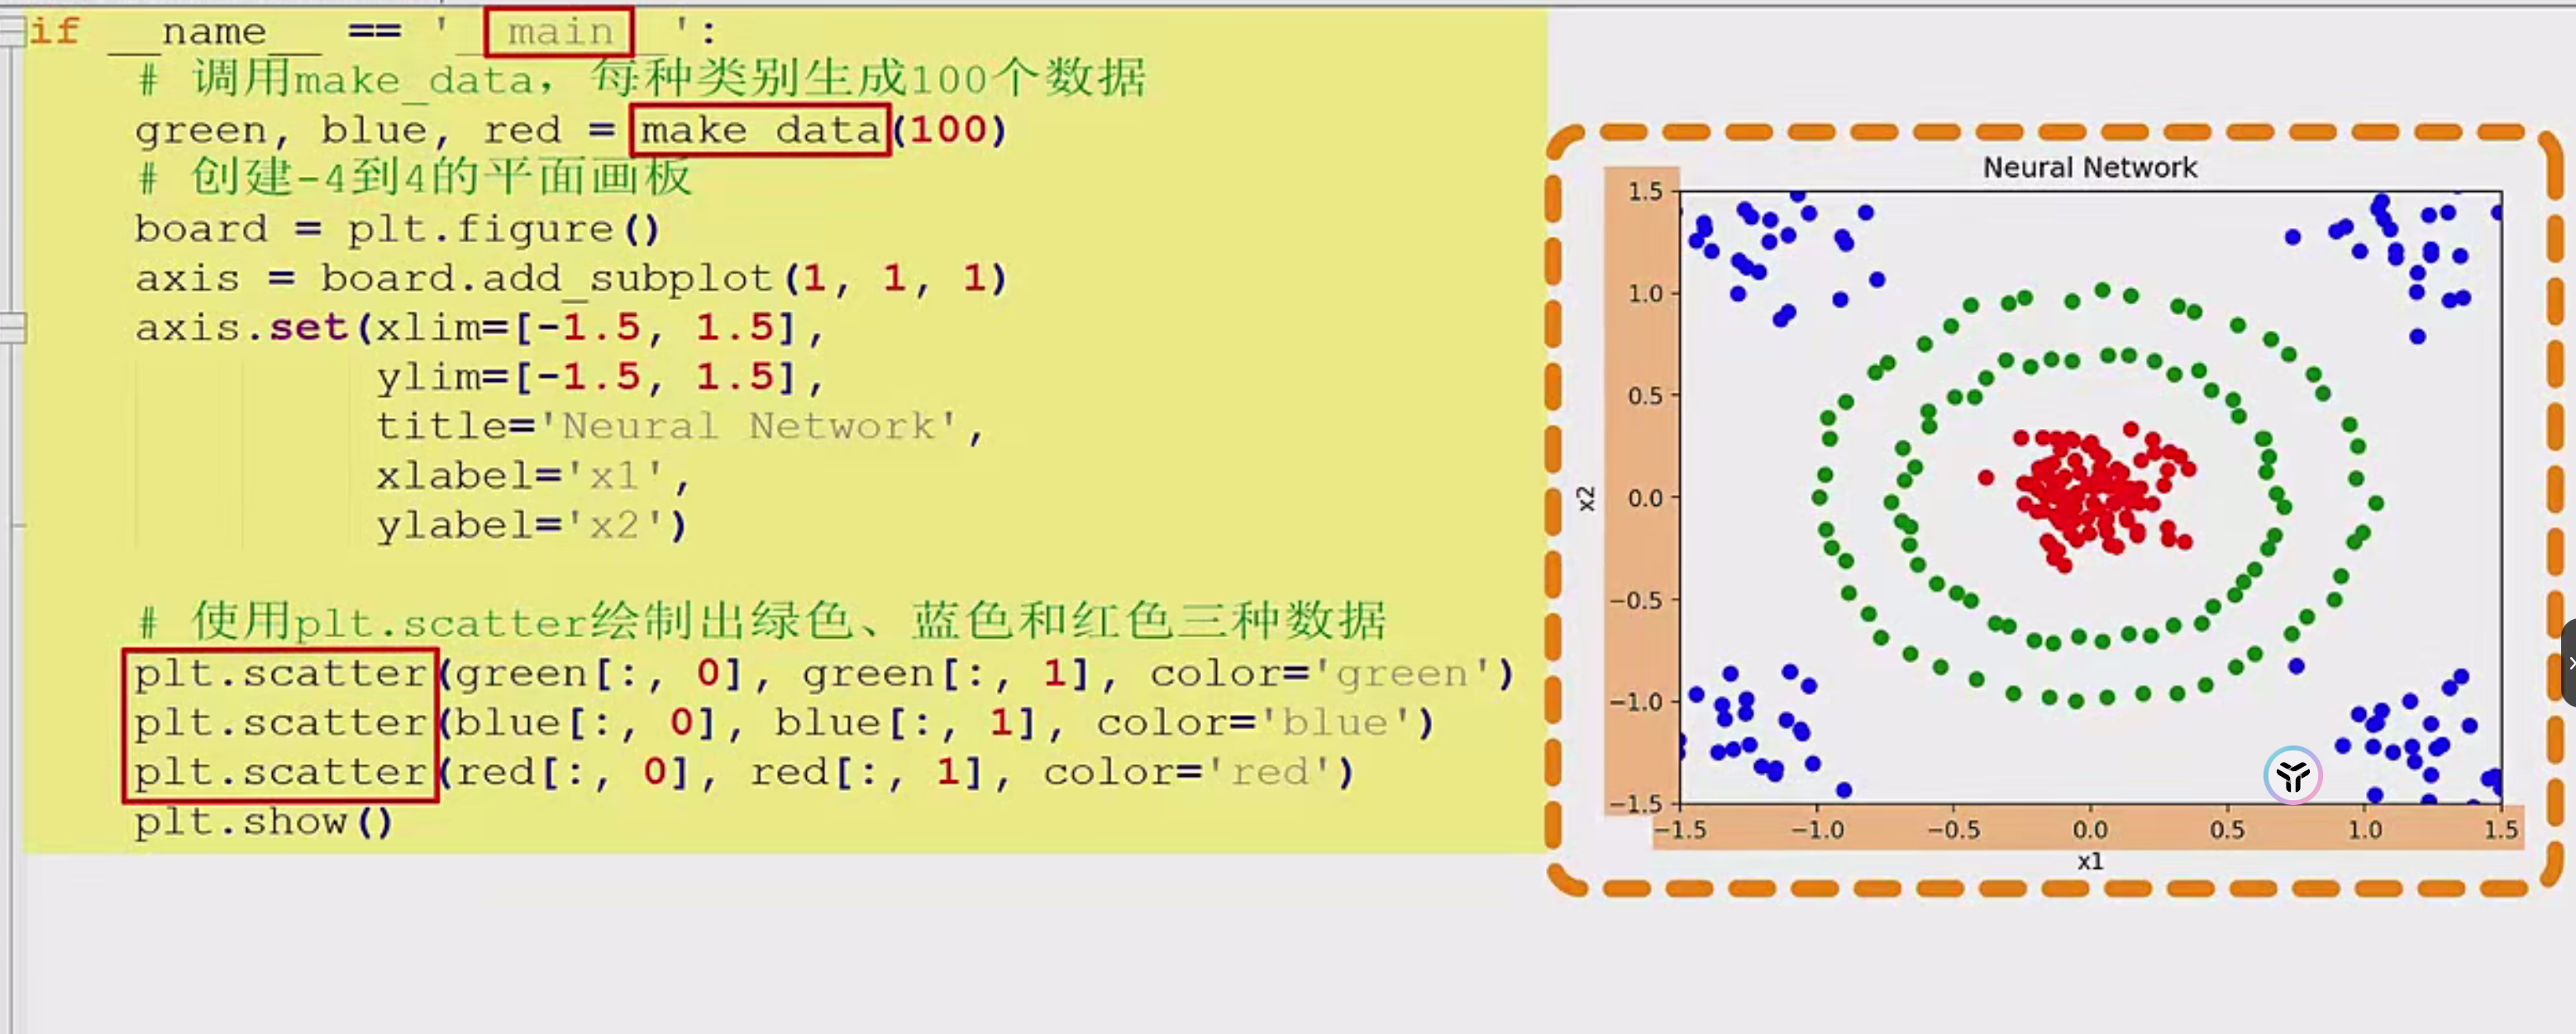 if __name__ == '__main__':
# 调用make_data，每种类别生成100个数据
green, blue, red = make_data(100)
# 创建-4到4的平面画板
board = plt.figure()
axis = board.add_subplot(1, 1, 1)
axis.set(xlim=[-1.5, 1.5],
ylim=[-1.5, 1.5],
title='Neural Network',
xlabel='x1',
ylabel='x2')
# 使用plt.scatter绘制出绿色、蓝色和红色三种数据
plt.scatter(green[:, 0], green[:, 1], color='green')
plt.scatter(blue[:, 0], blue[:, 1], color='blue')
plt.scatter(red[:, 0], red[:, 1], color='red')
plt.show()
Neural Network
1.5
1.0
0.5
0.0
−0.5
−1.0
−1.5
x2
−1.5 −1.0 −0.5 0.0 0.5 1.0 1.5
x1